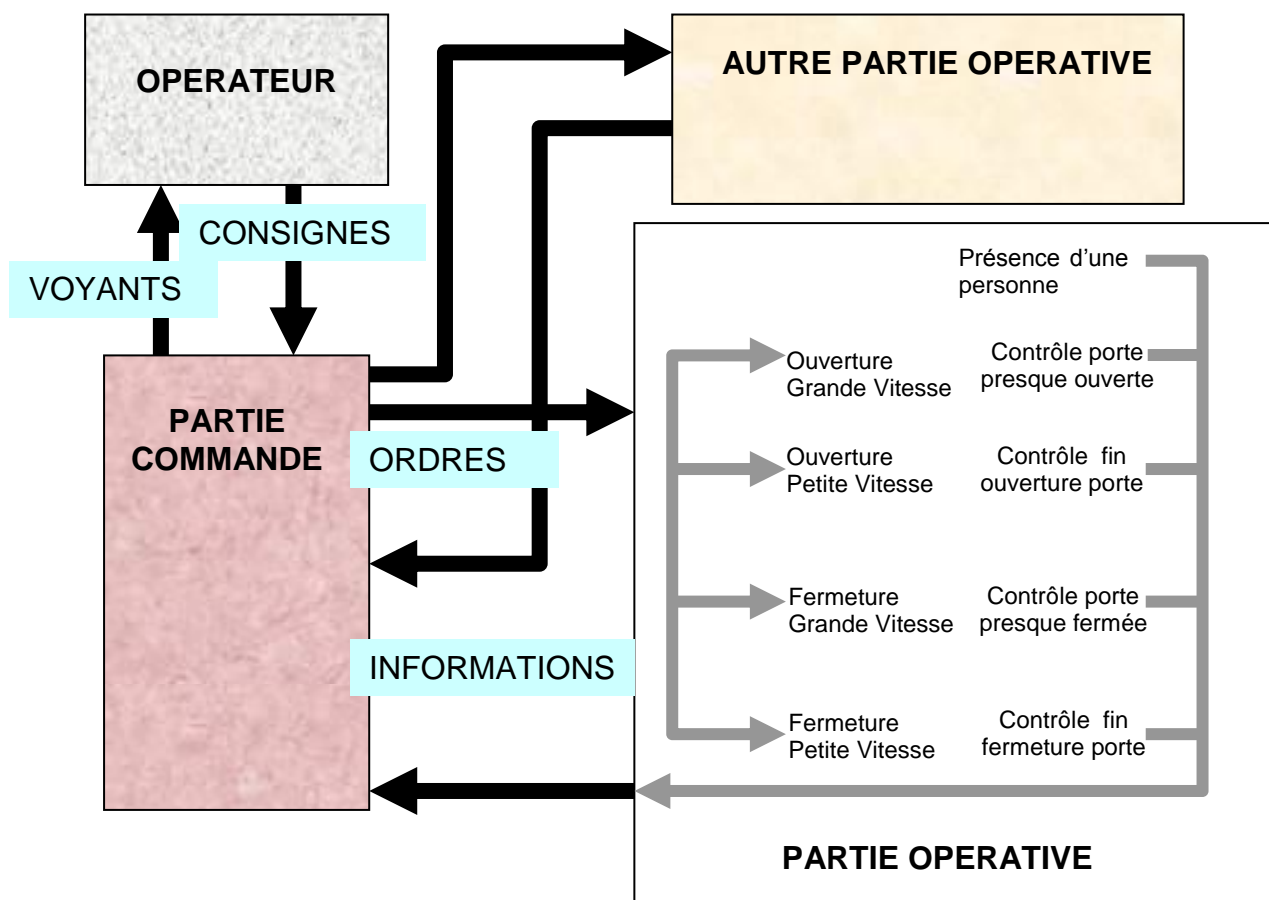 OPERATEUR
AUTRE PARTIE OPERATIVE
CONSIGNES
VOYANTS
PARTIE
COMMANDE
ORDRES
INFORMATIONS
Présence d’une
personne
Ouverture
Grande Vitesse
Contrôle porte
presque ouverte
Ouverture
Petite Vitesse
Contrôle fin
ouverture porte
Fermeture
Grande Vitesse
Contrôle porte
presque fermée
Fermeture
Petite Vitesse
Contrôle fin
fermeture porte
PARTIE OPERATIVE